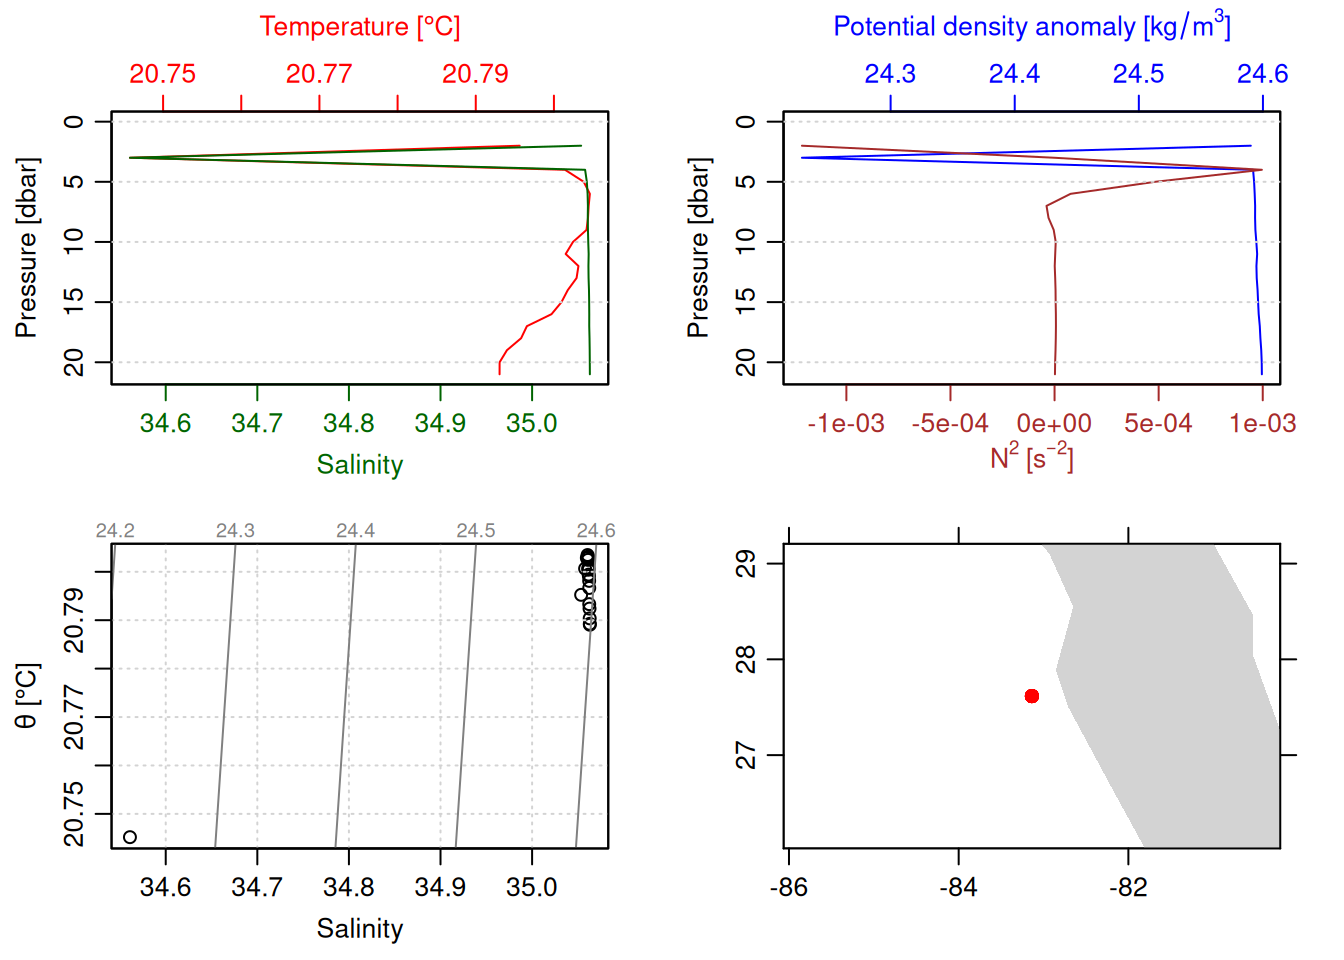 Temperature [°C]
20.75 20.77 20.79
0
5
10
15
20
Pressure [dbar]
34.6 34.7 34.8 34.9 35.0
Salinity
Potential density anomaly [kg/m³]
24.3 24.4 24.5 24.6
0
5
10
15
20
Pressure [dbar]
-1e-03 -5e-04 0e+00 5e-04 1e-03
N² [s⁻²]
24.2 24.3 24.4 24.5 24.6
20.79
20.77
20.75
θ [°C]
34.6 34.7 34.8 34.9 35.0
Salinity
29
28
27
-86 -84 -82